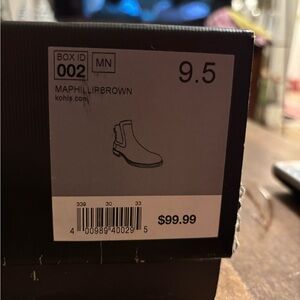 BOX ID
002 MN 9.5
MAPHILLIPBROWN
kohls.com
339 30 33
4 00989 40029 5
$99.99